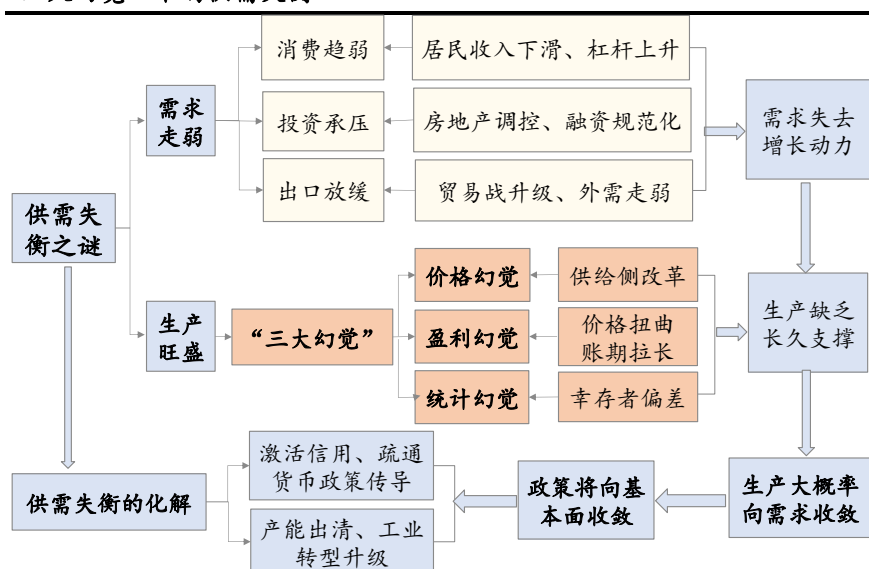 消费趋弱
居民收入下滑、杠杆上升
需求
走弱
投资承压
房地产调控、融资规范化
需求失去
增长动力
出口放缓
贸易战升级、外需走弱
供需失
衡之谜
价格幻觉
供给侧改革
生产
旺盛
“三大幻觉”
盈利幻觉
价格扭曲
账期拉长
生产缺乏
长久支撑
统计幻觉
幸存者偏差
激活信用、疏通
货币政策传导
供需失衡的化解
政策将向基
本面收敛
生产大概率
向需求收敛
产能出清、工业
转型升级